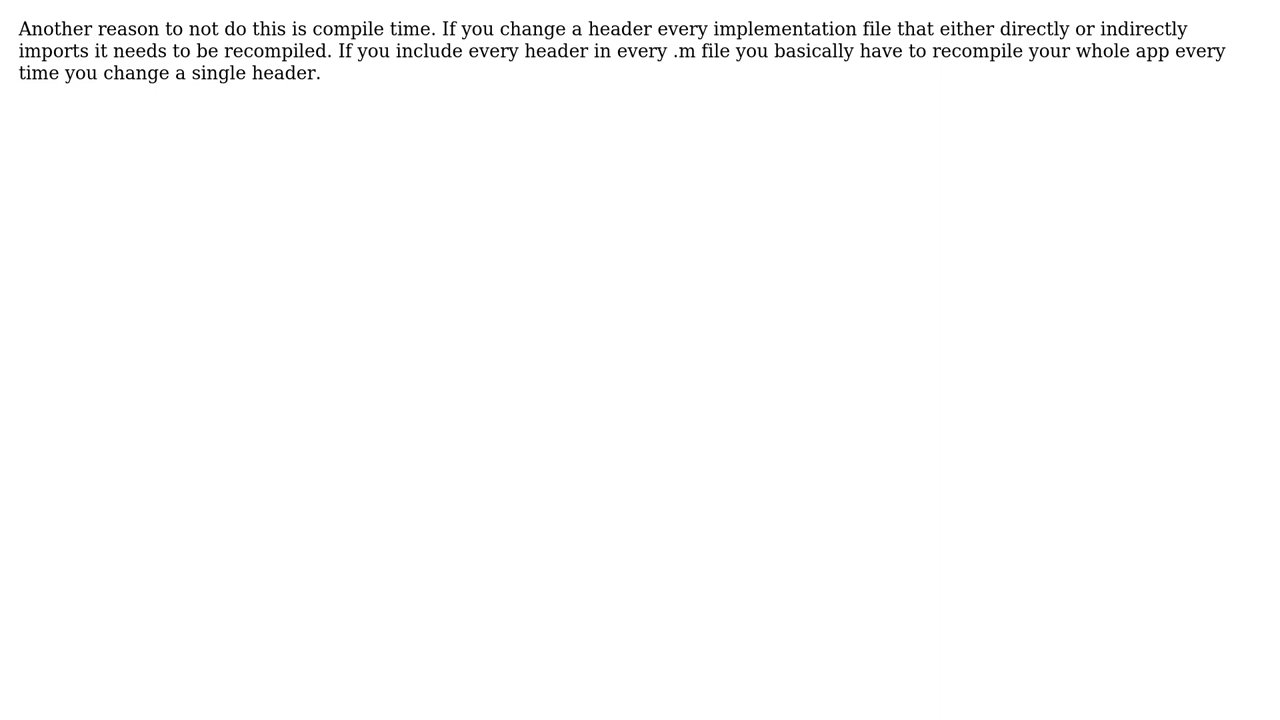 Another reason to not do this is compile time. If you change a header every implementation file that either directly or indirectly
imports it needs to be recompiled. If you include every header in every .m file you basically have to recompile your whole app every
time you change a single header.